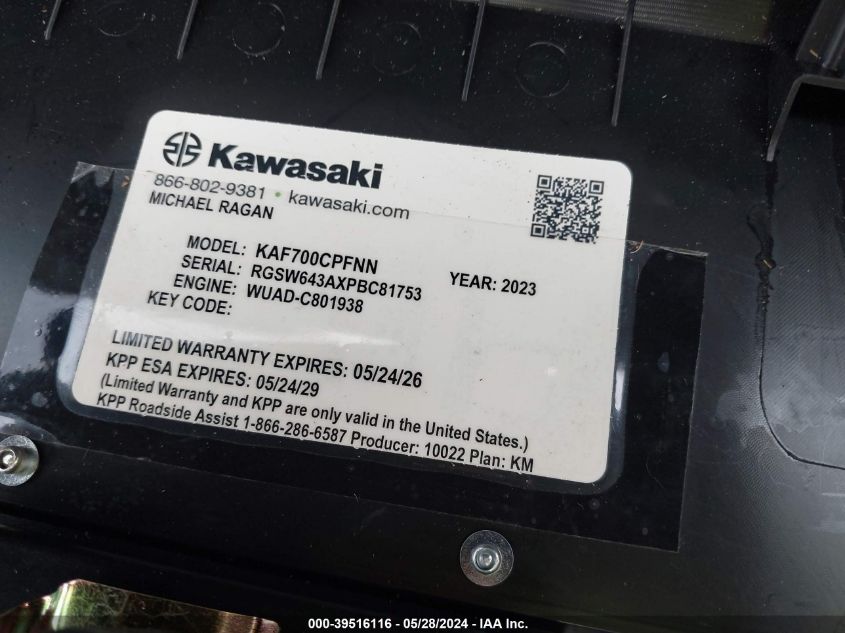 Kawasaki
866-802-9381 • kawasaki.com
MICHAEL RAGAN
MODEL: KAF700CPFNN
SERIAL: RGSW643AXPBC81753 YEAR: 2023
ENGINE: WUAD-C801938
KEY CODE:
LIMITED WARRANTY EXPIRES: 05/24/26
KPP ESA EXPIRES: 05/24/29
(Limited Warranty and KPP are only valid in the United States.)
KPP Roadside Assist 1-866-286-6587 Producer: 10022 Plan: KM
000-39516116 - 05/28/2024 - IAA Inc.